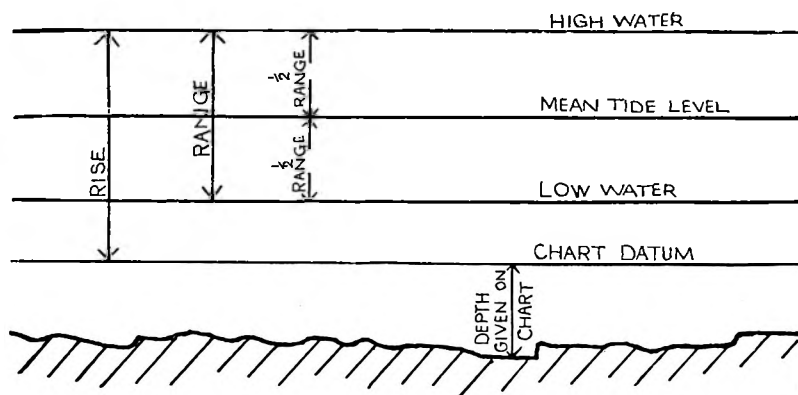 HIGH WATER
½ RANGE
RANGE
MEAN TIDE LEVEL
RISE
½ RANGE
LOW WATER
CHART DATUM
DEPTH
GIVEN ON
CHART